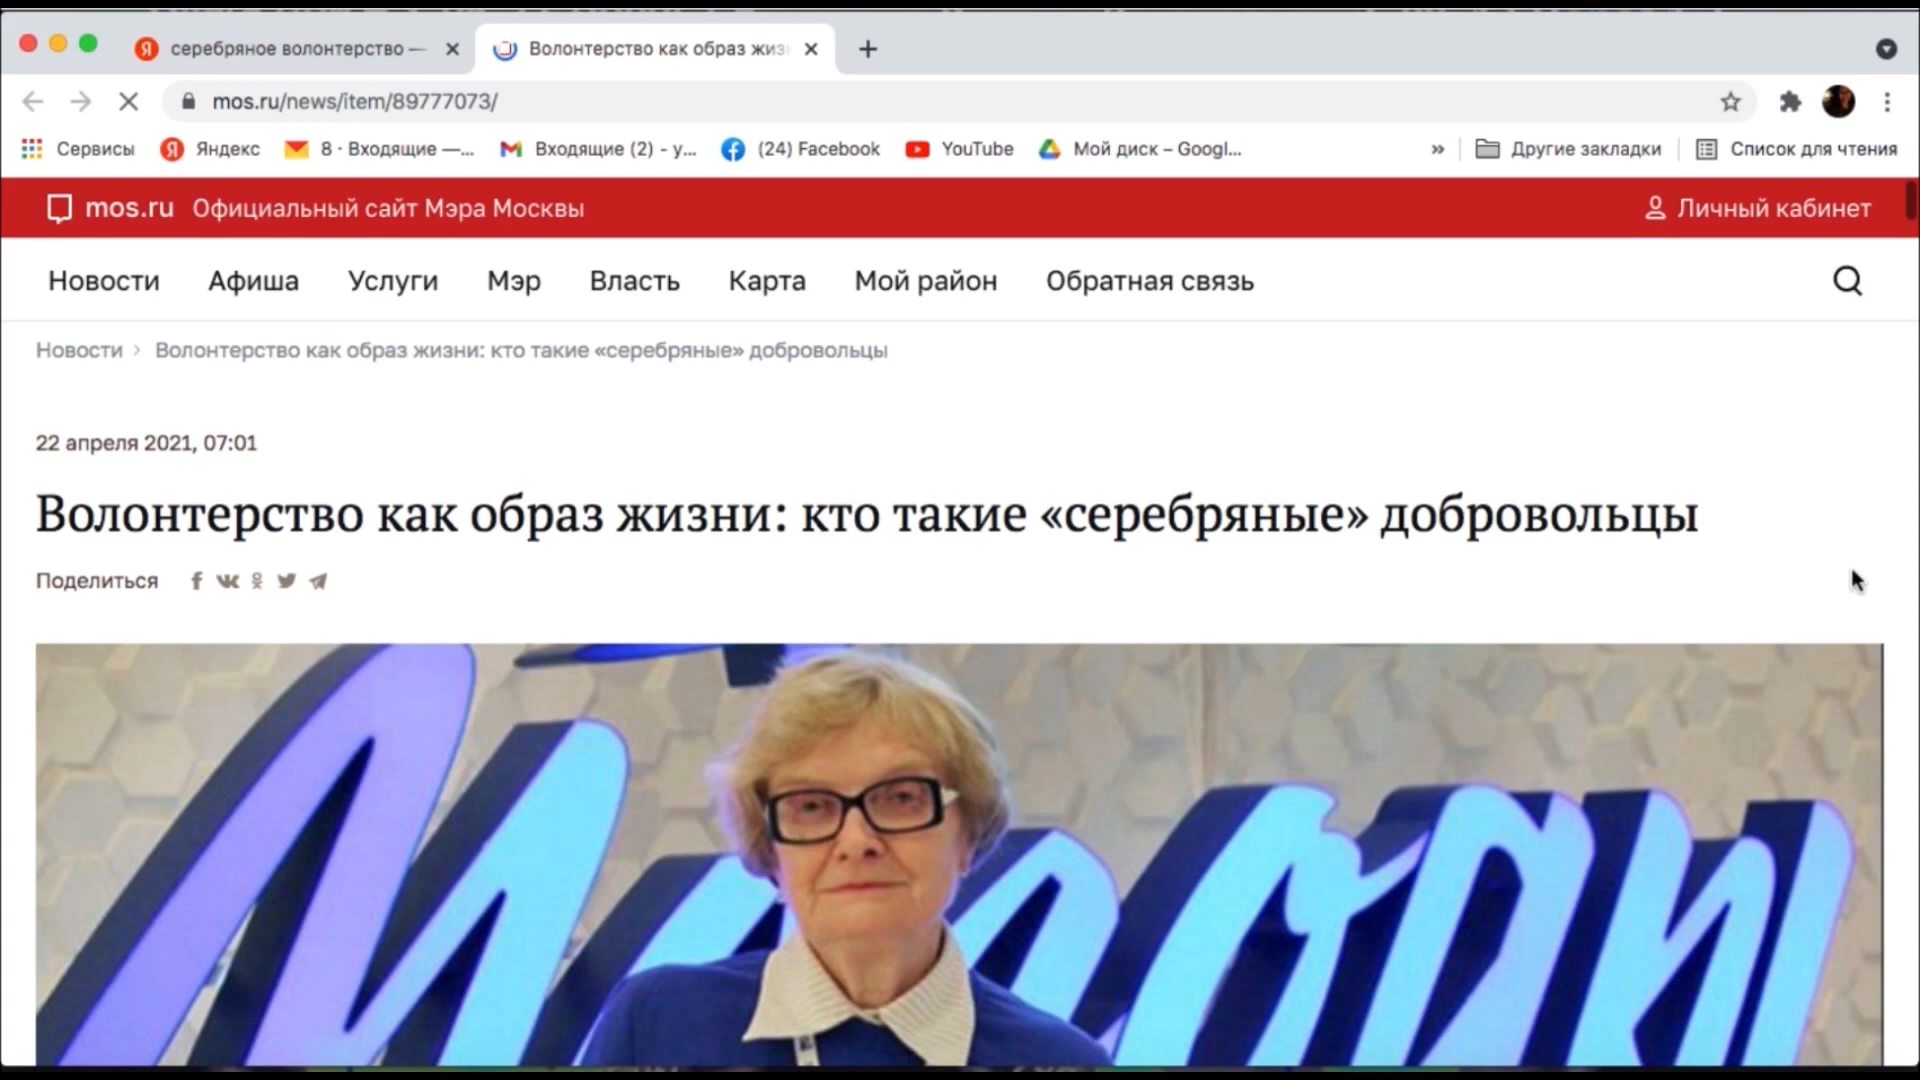 серебряное волонтерство —
Волонтерство как образ жиз
mos.ru/news/item/89777073/
Сервисы
Яндекс
8 · Входящие —...
Входящие (2) - y...
(24) Facebook
YouTube
Мой диск – Googl...
»
Другие закладки
Список для чтения
mos.ru Официальный сайт Мэра Москвы
Личный кабинет
Новости Афиша Услуги Мэр Власть Карта Мой район Обратная связь
Новости › Волонтерство как образ жизни: кто такие «серебряные» добровольцы
22 апреля 2021, 07:01
Волонтерство как образ жизни: кто такие «серебряные» добровольцы
Поделиться